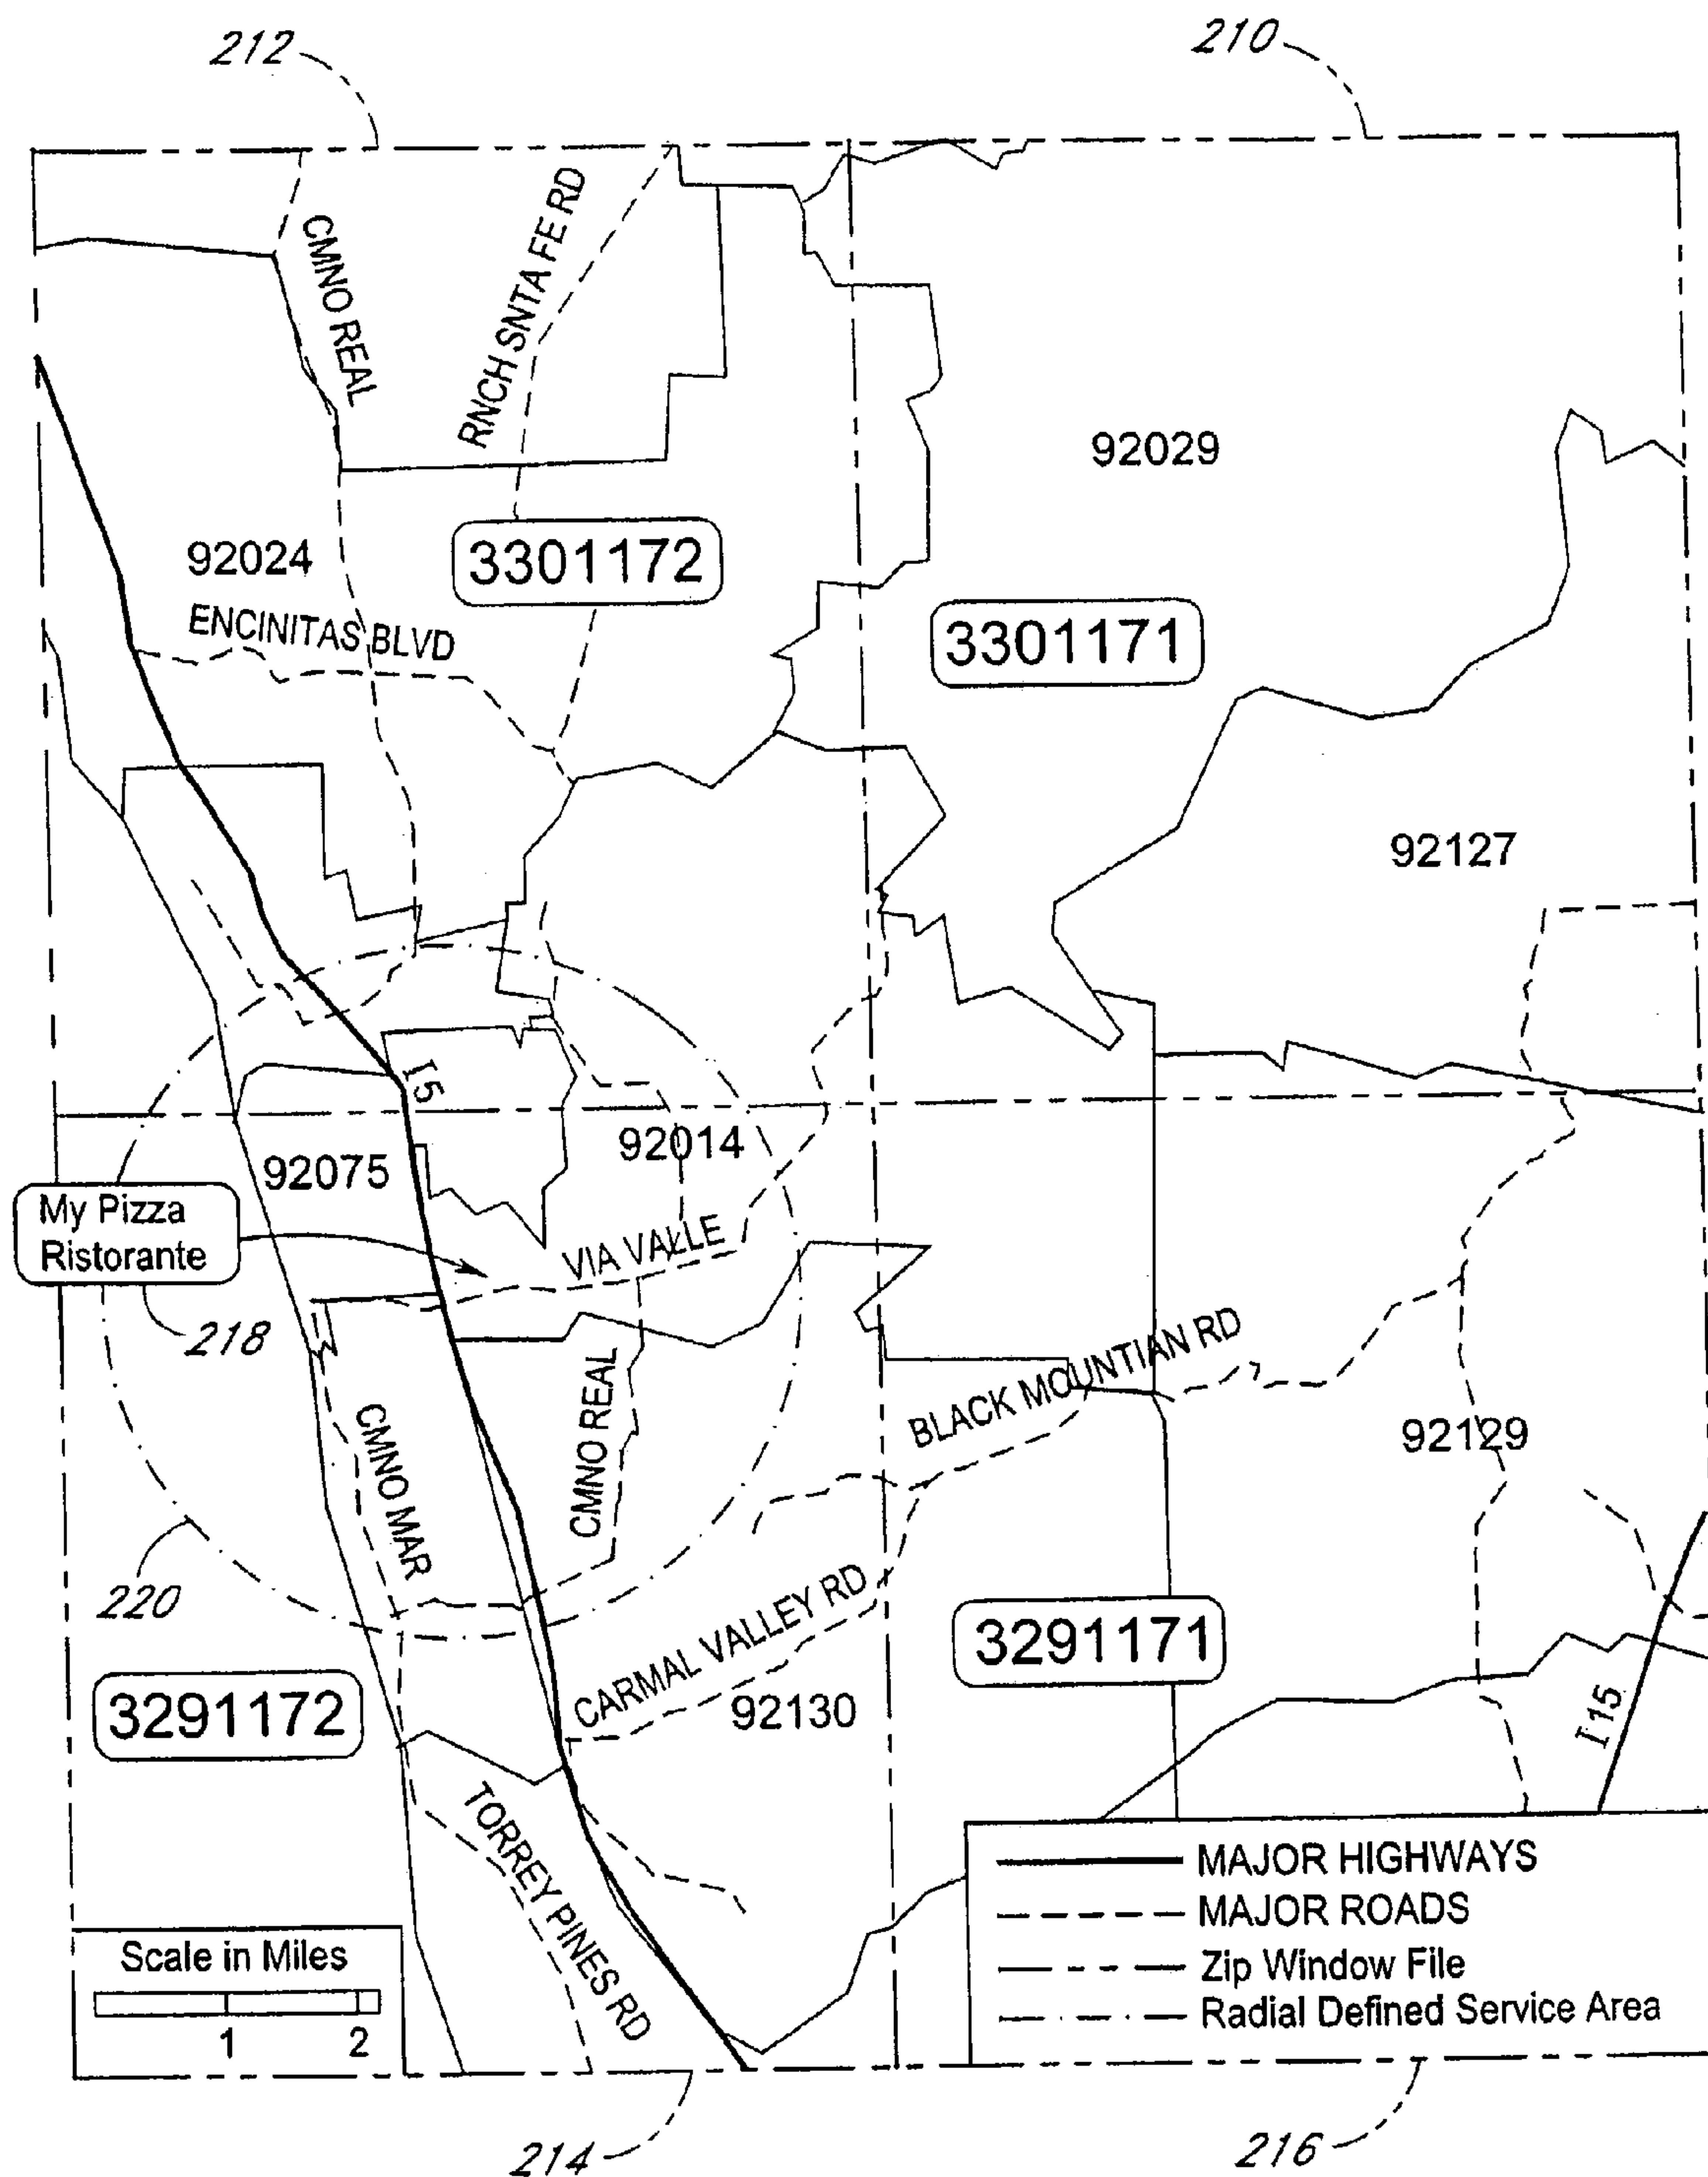 212
210
CMNO REAL
RNCH SNTA FE RD
92029
92024
3301172
ENCINITAS BLVD
3301171
92127
I5
92014
92075
My Pizza
Ristorante
VIA VALLE
218
BLACK MOUNTIAN RD
CMNO MAR
CMNO REAL
92129
220
CARMAL VALLEY RD
3291171
3291172
92130
I15
TORREY PINES RD
MAJOR HIGHWAYS
MAJOR ROADS
Zip Window File
Radial Defined Service Area
Scale in Miles
1 2
214
216